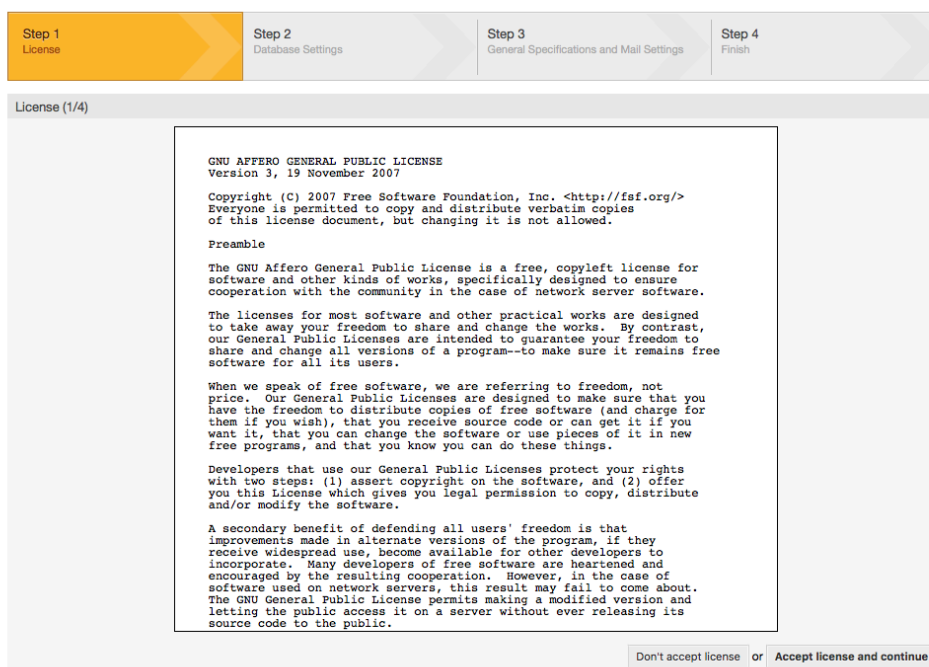 Step 1
License
Step 2
Database Settings
Step 3
General Specifications and Mail Settings
Step 4
Finish
License (1/4)
GNU AFFERO GENERAL PUBLIC LICENSE
Version 3, 19 November 2007
Copyright (C) 2007 Free Software Foundation, Inc. <http://fsf.org/>
Everyone is permitted to copy and distribute verbatim copies
of this license document, but changing it is not allowed.
Preamble
The GNU Affero General Public License is a free, copyleft license for
software and other kinds of works, specifically designed to ensure
cooperation with the community in the case of network server software.
The licenses for most software and other practical works are designed
to take away your freedom to share and change the works.  By contrast,
our General Public Licenses are intended to guarantee your freedom to
share and change all versions of a program--to make sure it remains free
software for all its users.
When we speak of free software, we are referring to freedom, not
price.  Our General Public Licenses are designed to make sure that you
have the freedom to distribute copies of free software (and charge for
them if you wish), that you receive source code or can get it if you
want it, that you can change the software or use pieces of it in new
free programs, and that you know you can do these things.
Developers that use our General Public Licenses protect your rights
with two steps: (1) assert copyright on the software, and (2) offer
you this License which gives you legal permission to copy, distribute
and/or modify the software.
A secondary benefit of defending all users' freedom is that
improvements made in alternate versions of the program, if they
receive widespread use, become available for other developers to
incorporate.  Many developers of free software are heartened and
encouraged by the resulting cooperation.  However, in the case of
software used on network servers, this result may fail to come about.
The GNU General Public License permits making a modified version and
letting the public access it on a server without ever releasing its
source code to the public.
Don't accept license or Accept license and continue